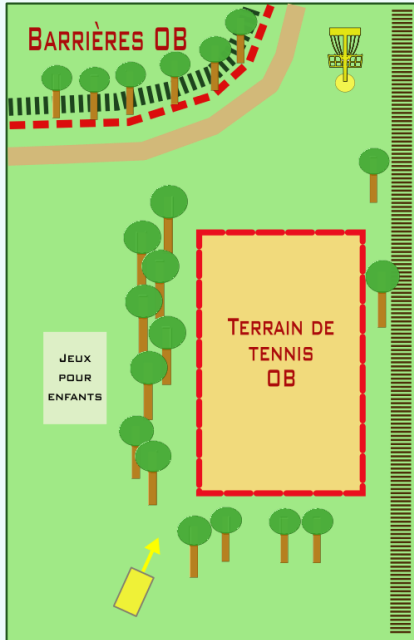 BARRIÈRES OB
TERRAIN DE
TENNIS
OB
JEUX
POUR
ENFANTS